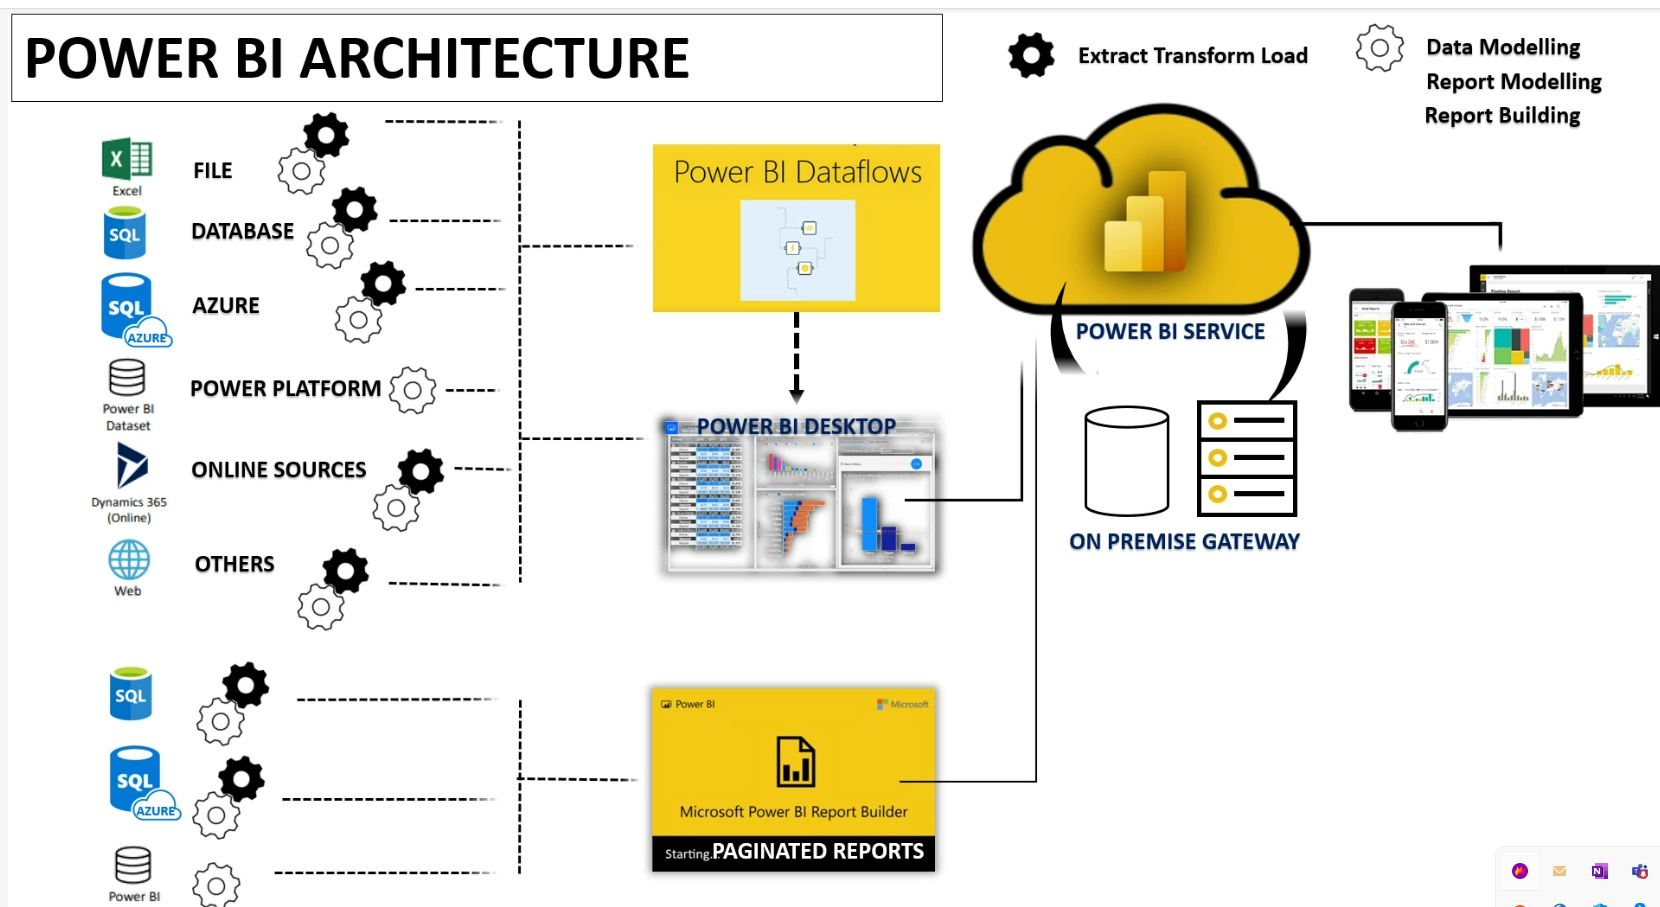 POWER BI ARCHITECTURE
Extract Transform Load
Data Modelling
Report Modelling
Report Building
X
Excel
FILE
SQL
DATABASE
SQL
AZURE
AZURE
Power BI
Dataset
POWER PLATFORM
Dynamics 365
(Online)
ONLINE SOURCES
Web
OTHERS
Power BI Dataflows
POWER BI DESKTOP
POWER BI SERVICE
ON PREMISE GATEWAY
SQL
SQL
AZURE
Power BI
Power BI
Microsoft
Microsoft Power BI Report Builder
Starting...
PAGINATED REPORTS